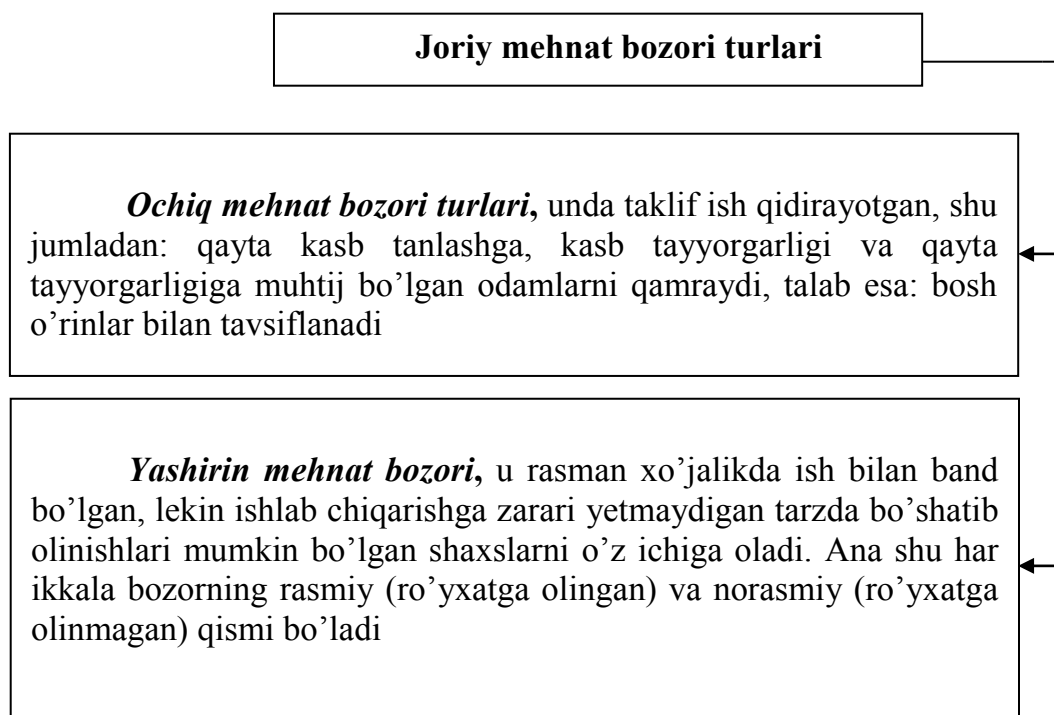 Joriy mehnat bozori turlari
Ochiq mehnat bozori turlari, unda taklif ish qidirayotgan, shu
jumladan: qayta kasb tanlashga, kasb tayyorgarligi va qayta
tayyorgarligiga muhtij bo’lgan odamlarni qamraydi, talab esa: bosh
o’rinlar bilan tavsiflanadi
Yashirin mehnat bozori, u rasman xo’jalikda ish bilan band
bo’lgan, lekin ishlab chiqarishga zarari yetmaydigan tarzda bo’shatib
olinishlari mumkin bo’lgan shaxslarni o’z ichiga oladi. Ana shu har
ikkala bozorning rasmiy (ro’yxatga olingan) va norasmiy (ro’yxatga
olinmagan) qismi bo’ladi